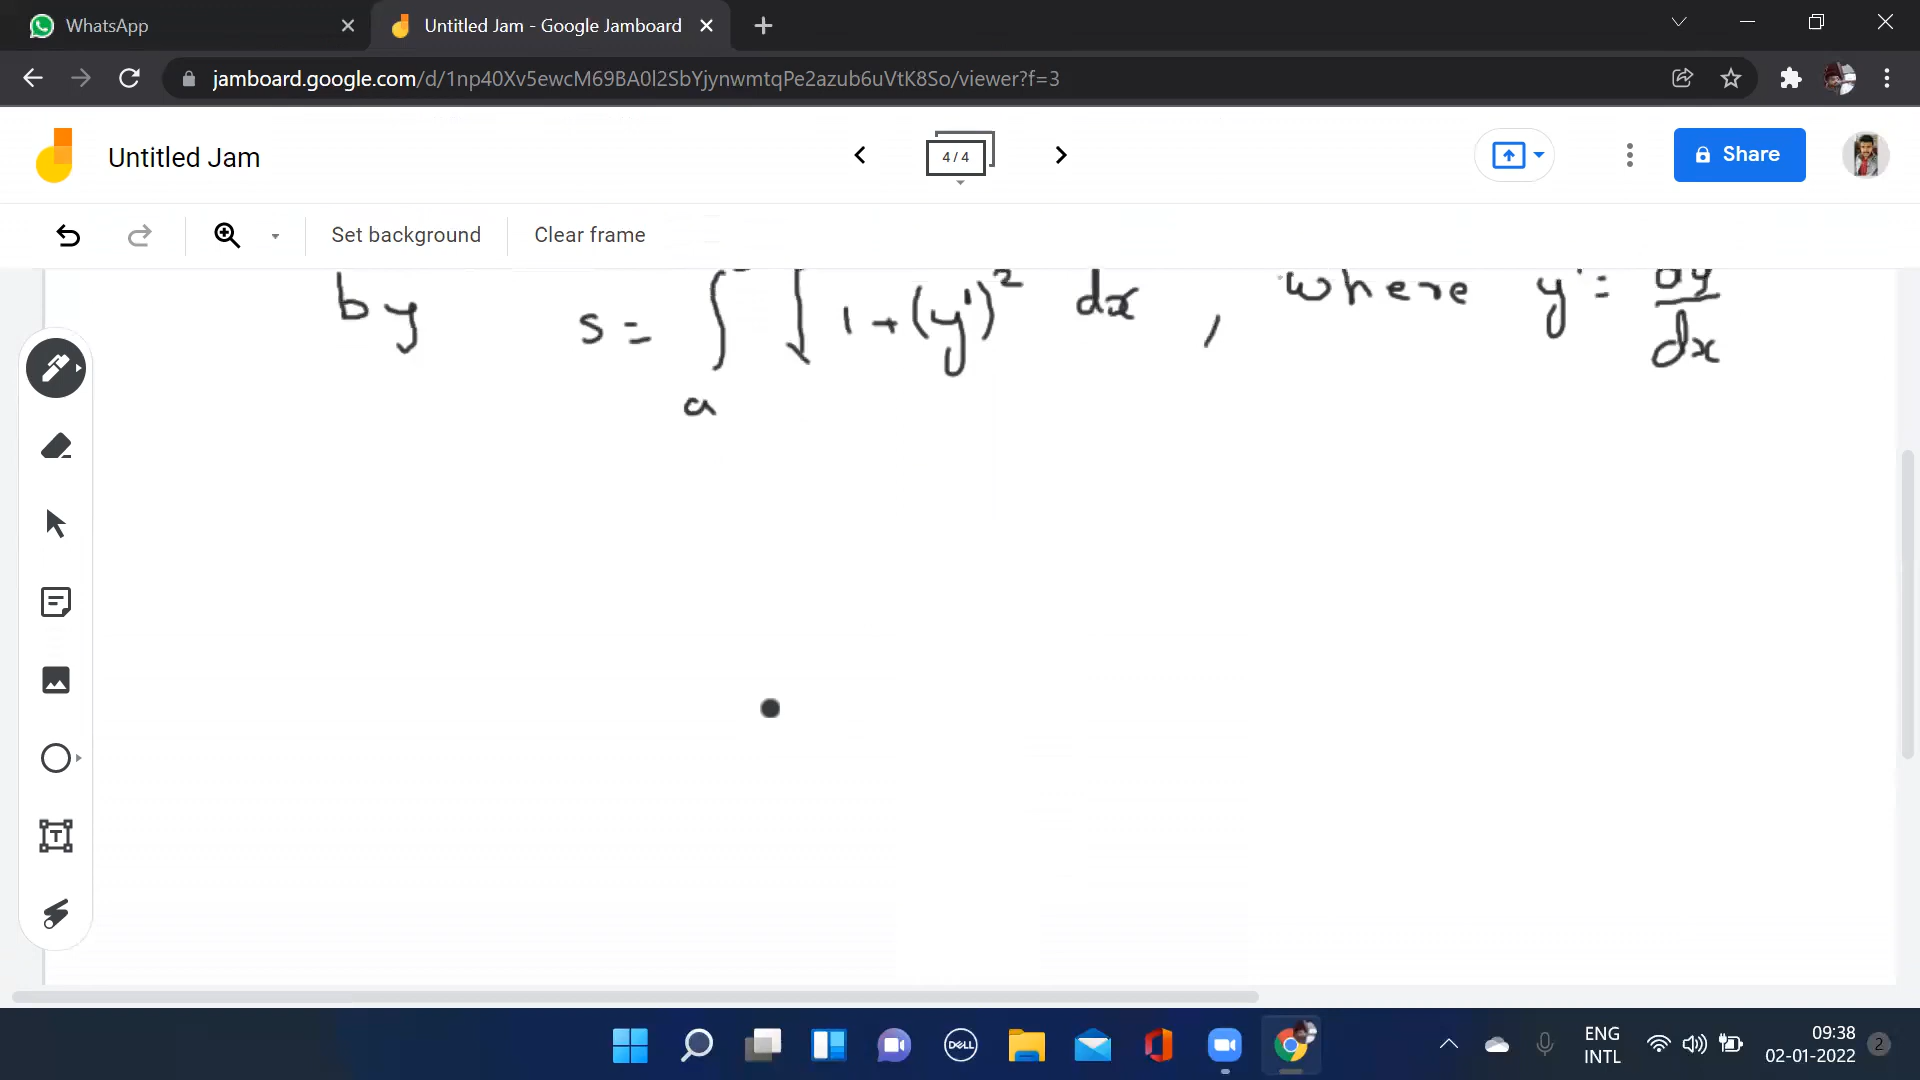 WhatsApp
Untitled Jam - Google Jamboard
jamboard.google.com/d/1np40Xv5ewcM69BA0l2SbYjynwmtqPe2azub6uVtK8So/viewer?f=3
Untitled Jam
4 / 4
Share
Set background
Clear frame
by s = ∫ √ 1 + (y')² dx , where y' = dy/dx
a
T
DELL
ENG
INTL
09:38
02-01-2022
2